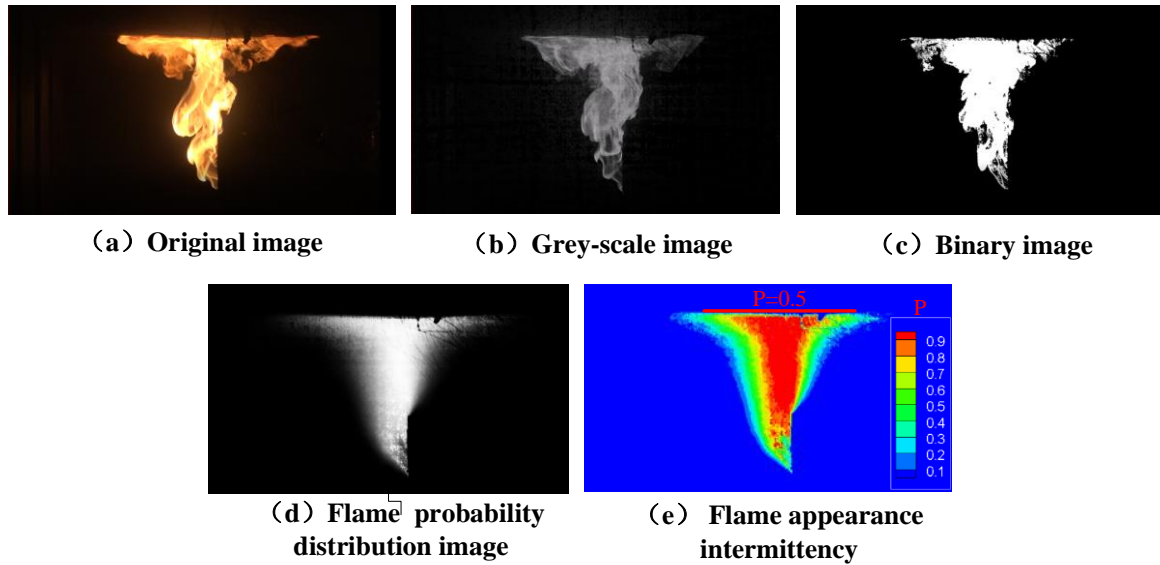 （a）Original image
（b）Grey-scale image
（c）Binary image
P=0.5
P
0.9
0.8
0.7
0.6
0.5
0.4
0.3
0.2
0.1
（d）Flame probability
distribution image
（e） Flame appearance
intermittency